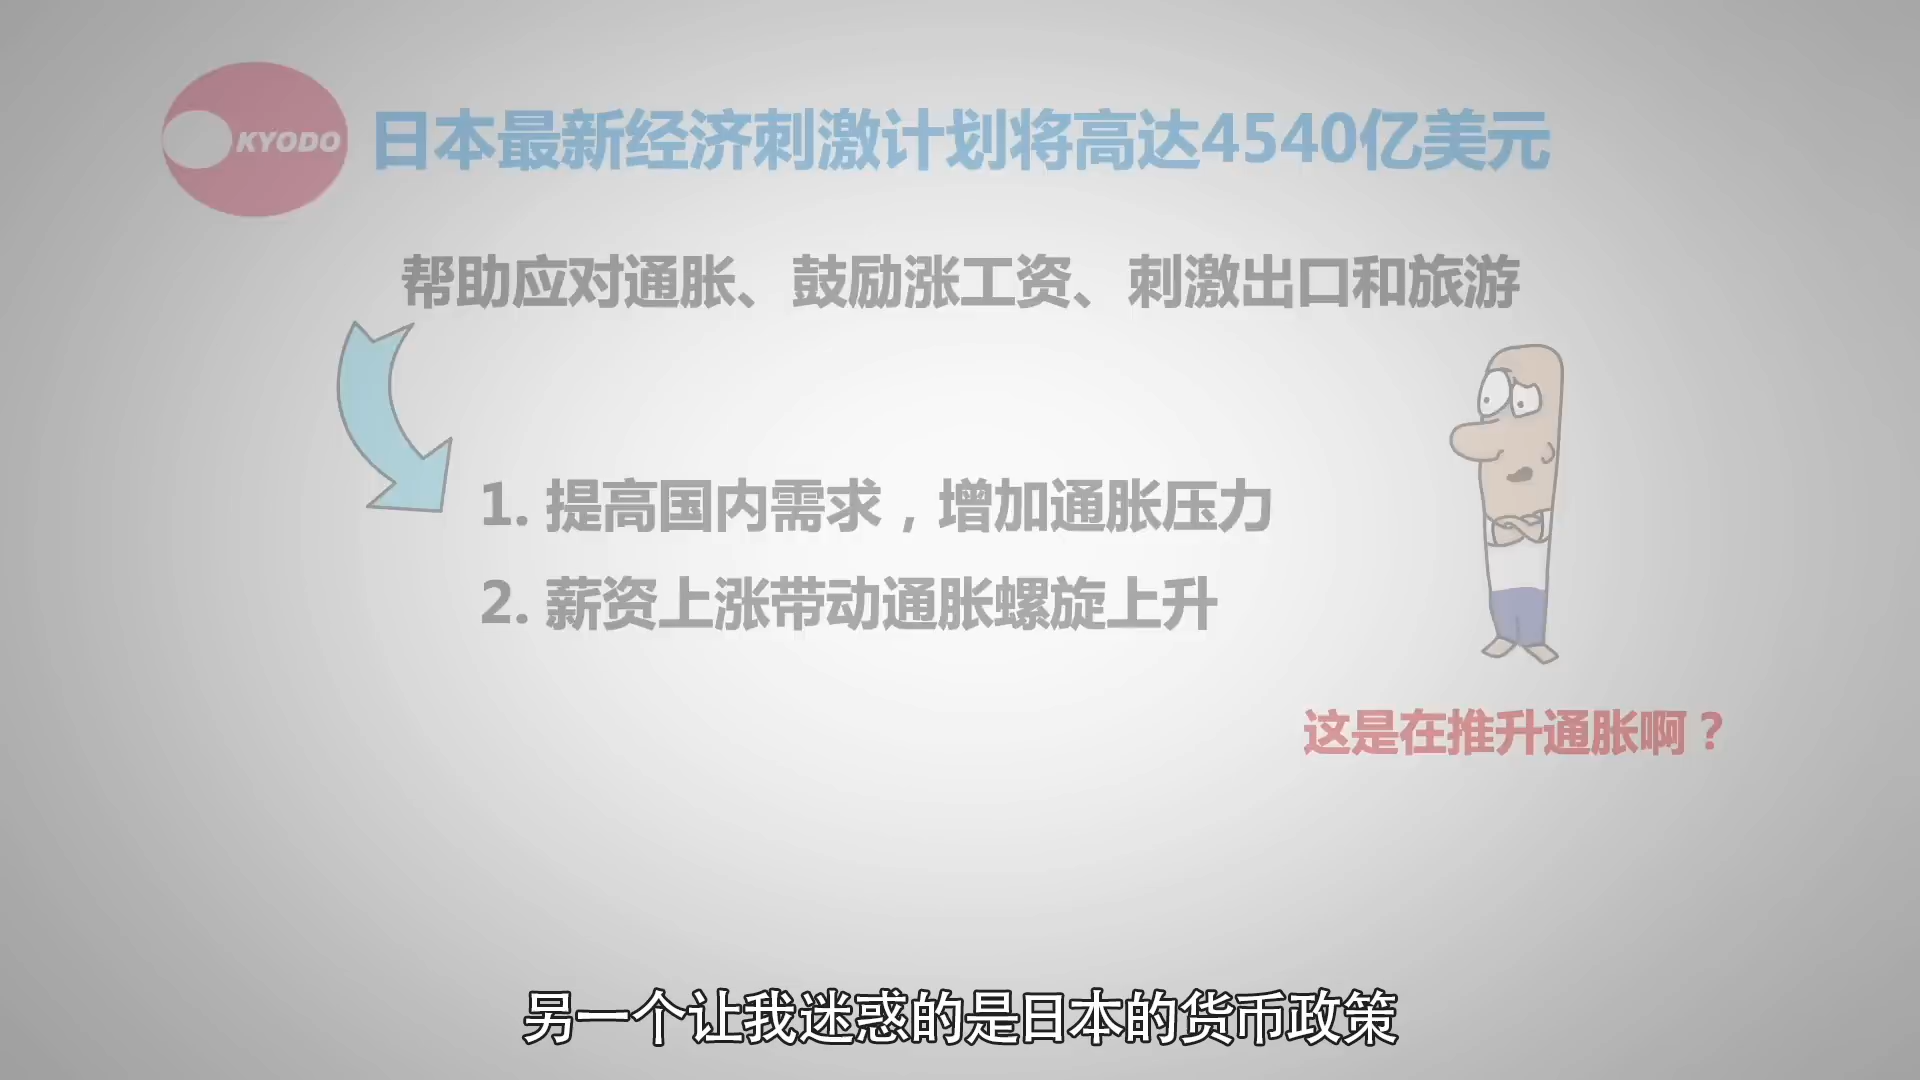 KYODO
日本最新经济刺激计划将高达4540亿美元
帮助应对通胀、鼓励涨工资、刺激出口和旅游
1. 提高国内需求，增加通胀压力
2. 薪资上涨带动通胀螺旋上升
这是在推升通胀啊？
另一个让我迷惑的是日本的货币政策